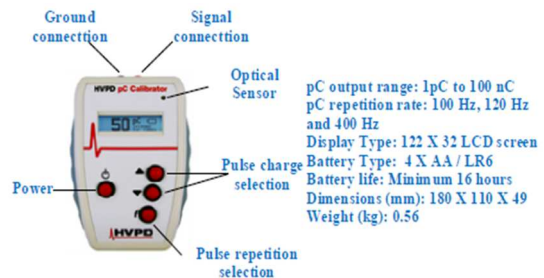 Ground
connecttion
Signal
connecttion
Optical
Sensor
HVPD pC Calibrator
50
Pulse charge
selection
Power
f
HVPD
Pulse repetition
selection
pC output range: 1pC to 100 nC
pC repetition rate: 100 Hz, 120 Hz
and 400 Hz
Display Type: 122 X 32 LCD screen
Battery Type:  4 X AA / LR6
Battery life: Minimum 16 hours
Dimensions (mm): 180 X 110 X 49
Weight (kg): 0.56